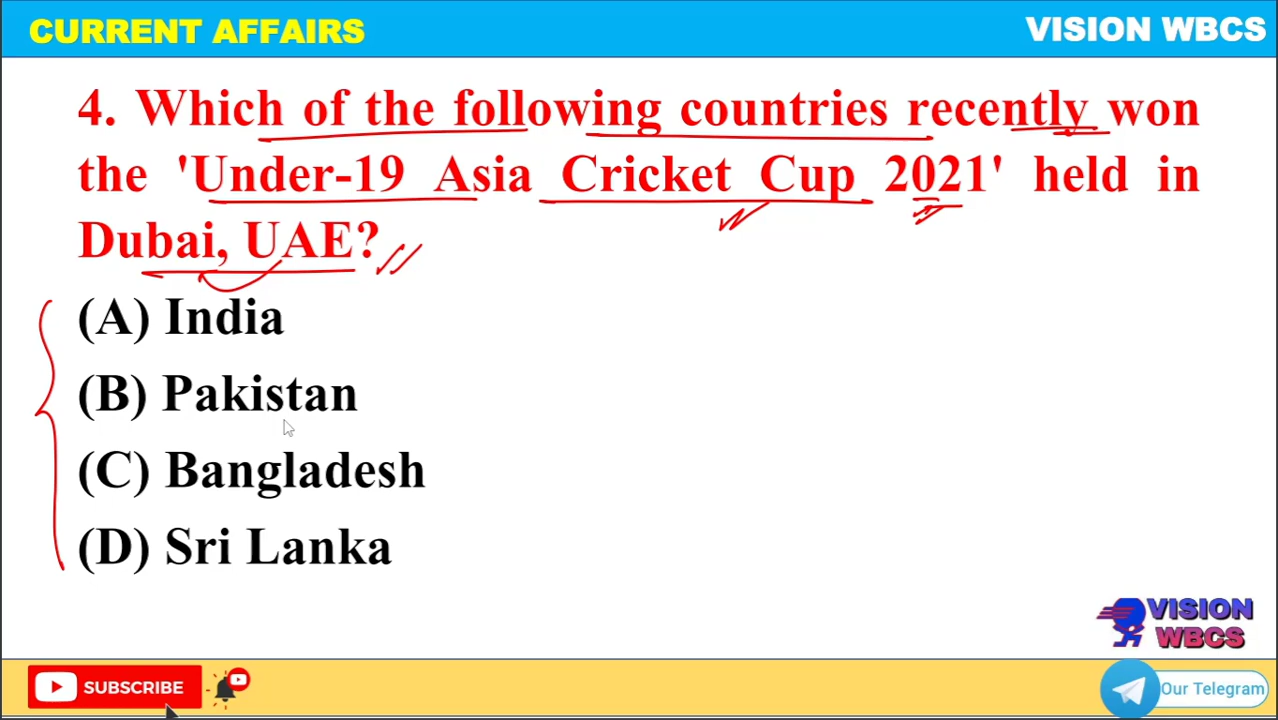 CURRENT AFFAIRS
VISION WBCS
4. Which of the following countries recently won
the 'Under-19 Asia Cricket Cup 2021' held in
Dubai, UAE?
(A) India
(B) Pakistan
(C) Bangladesh
(D) Sri Lanka
VISION
WBCS
SUBSCRIBE
Our Telegram